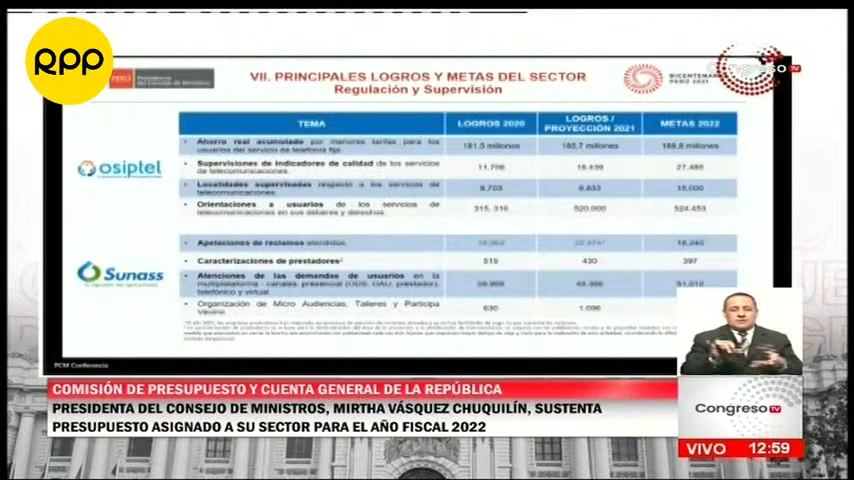 rpp
PERÚ
Presidencia
del Consejo de Ministros
VII. PRINCIPALES LOGROS Y METAS DEL SECTOR
Regulación y Supervisión
BICENTENARIO
PERÚ 2021
Congreso TV
TEMA
LOGROS 2020
LOGROS /
PROYECCIÓN 2021
METAS 2022
osiptel
Ahorro real acumulado por menores tarifas para los
usuarios del servicio de telefonía fija.
181,5 millones
185,7 millones
188,8 millones
Supervisiones de indicadores de calidad de los servicios
de telecomunicaciones.
11,706
18,439
27,485
Localidades supervisadas respecto a los servicios de
telecomunicaciones.
8,703
9,833
15,000
Orientaciones a usuarios de los servicios de
telecomunicaciones en sus deberes y derechos.
315, 316
520,000
524,453
Sunass
Apelaciones de reclamos atendidos.
16,240
Caracterizaciones de prestadores²
519
430
397
Atenciones de las demandas de usuarios en la
multiplataforma - canales: presencial (ODS, OAU, prestador),
telefónico y virtual.
51,010
Organización de Micro Audiencias, Talleres y Participa
Vecino.
630
1,096
PCM Conferencia
COMISIÓN DE PRESUPUESTO Y CUENTA GENERAL DE LA REPÚBLICA
PRESIDENTA DEL CONSEJO DE MINISTROS, MIRTHA VÁSQUEZ CHUQUILÍN, SUSTENTA
PRESUPUESTO ASIGNADO A SU SECTOR PARA EL AÑO FISCAL 2022
Congreso TV
VIVO 12:59